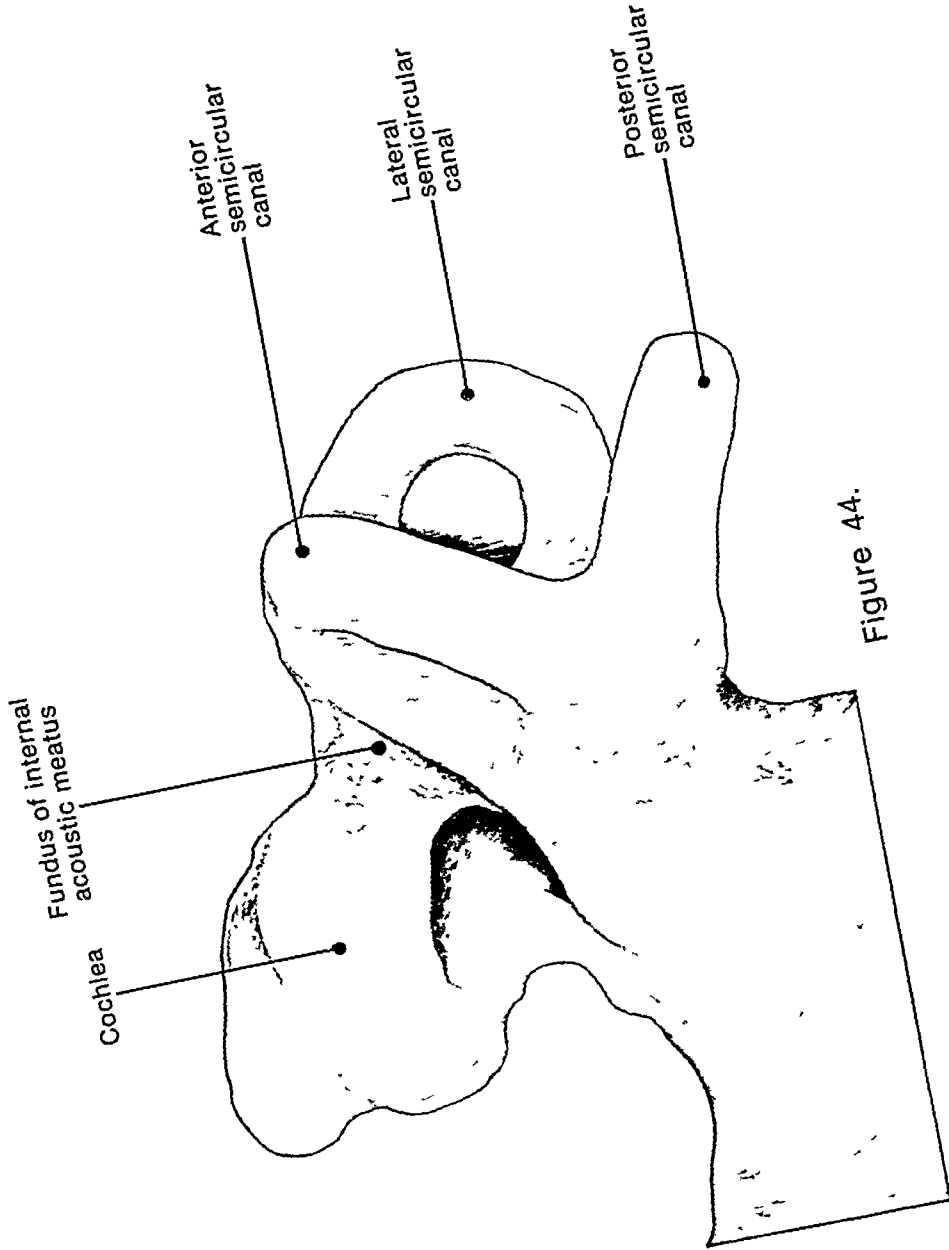 Cochlea
Fundus of internal
acoustic meatus
Anterior
semicircular
canal
Lateral
semicircular
canal
Posterior
semicircular
canal
Figure 44.